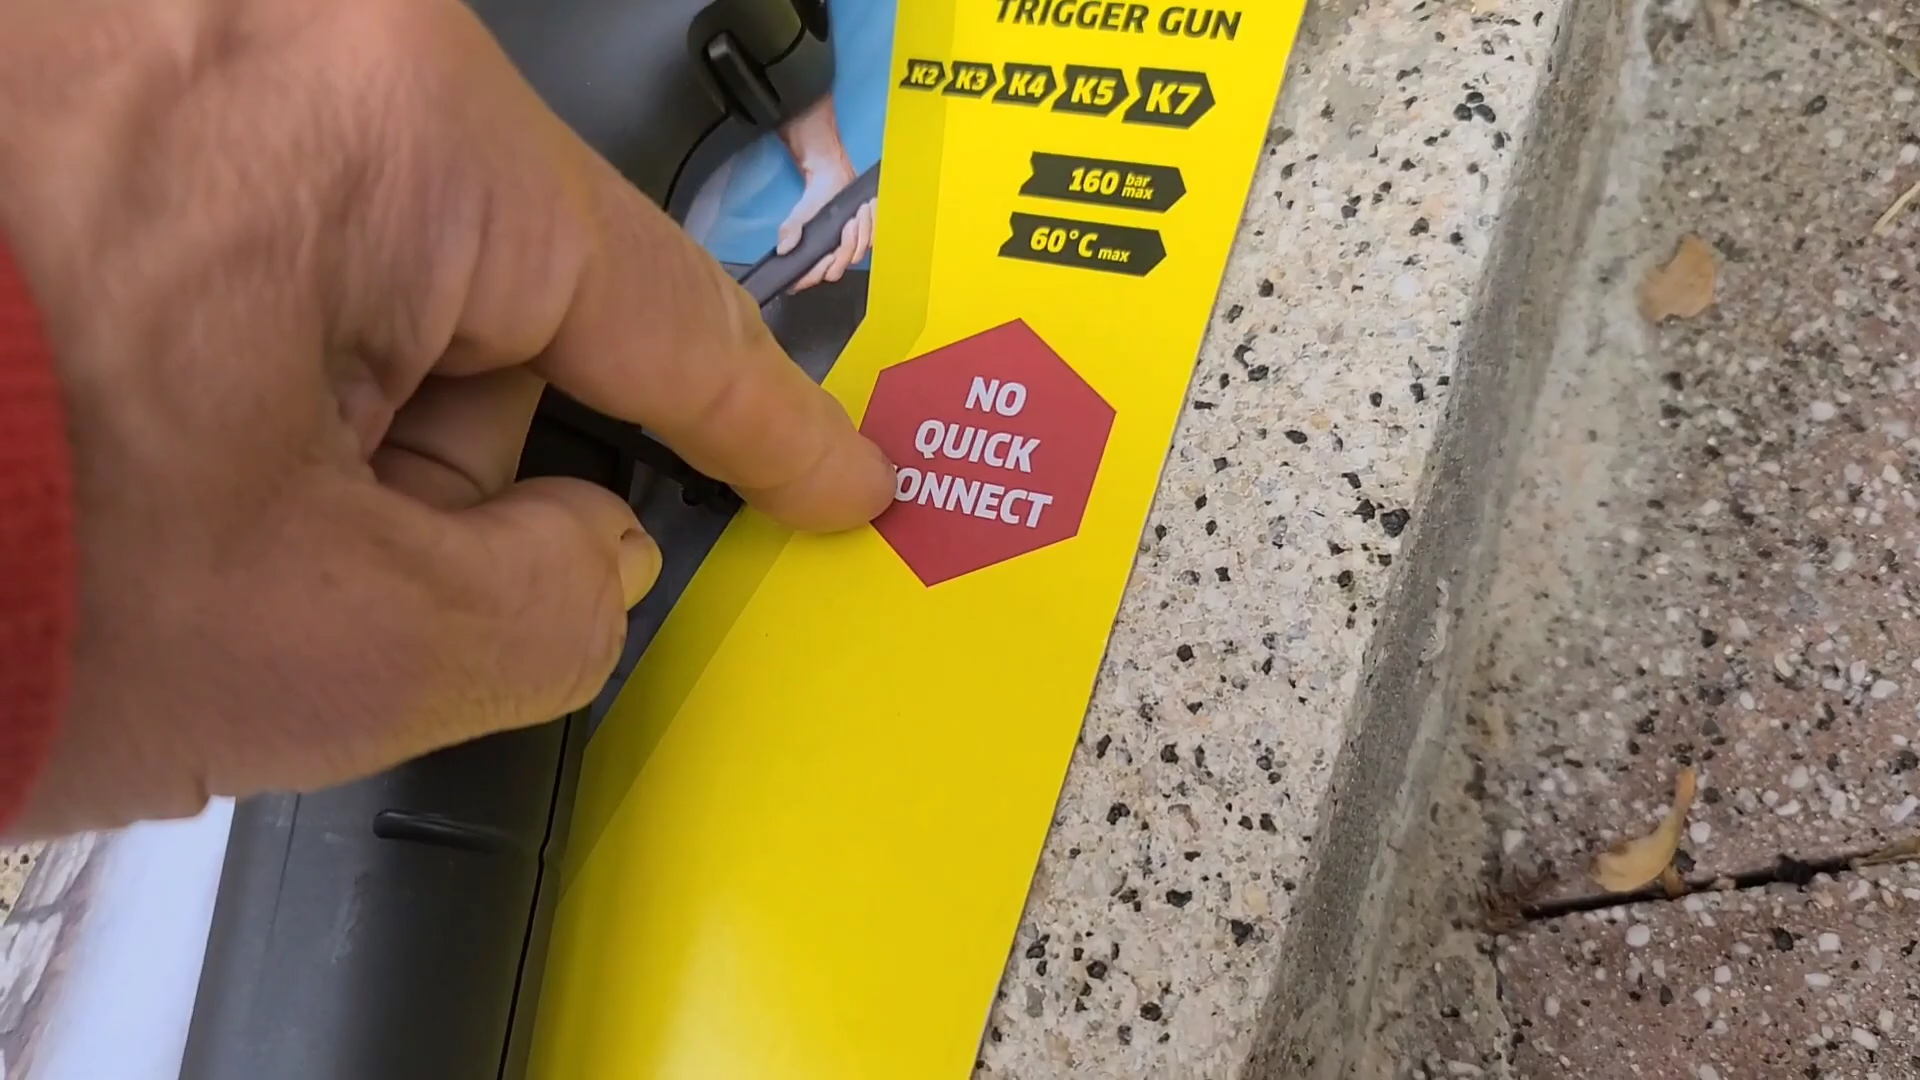 TRIGGER GUN
K2 K3 K4 K5 K7
160 bar max
60°C max
NO
QUICK
ONNECT